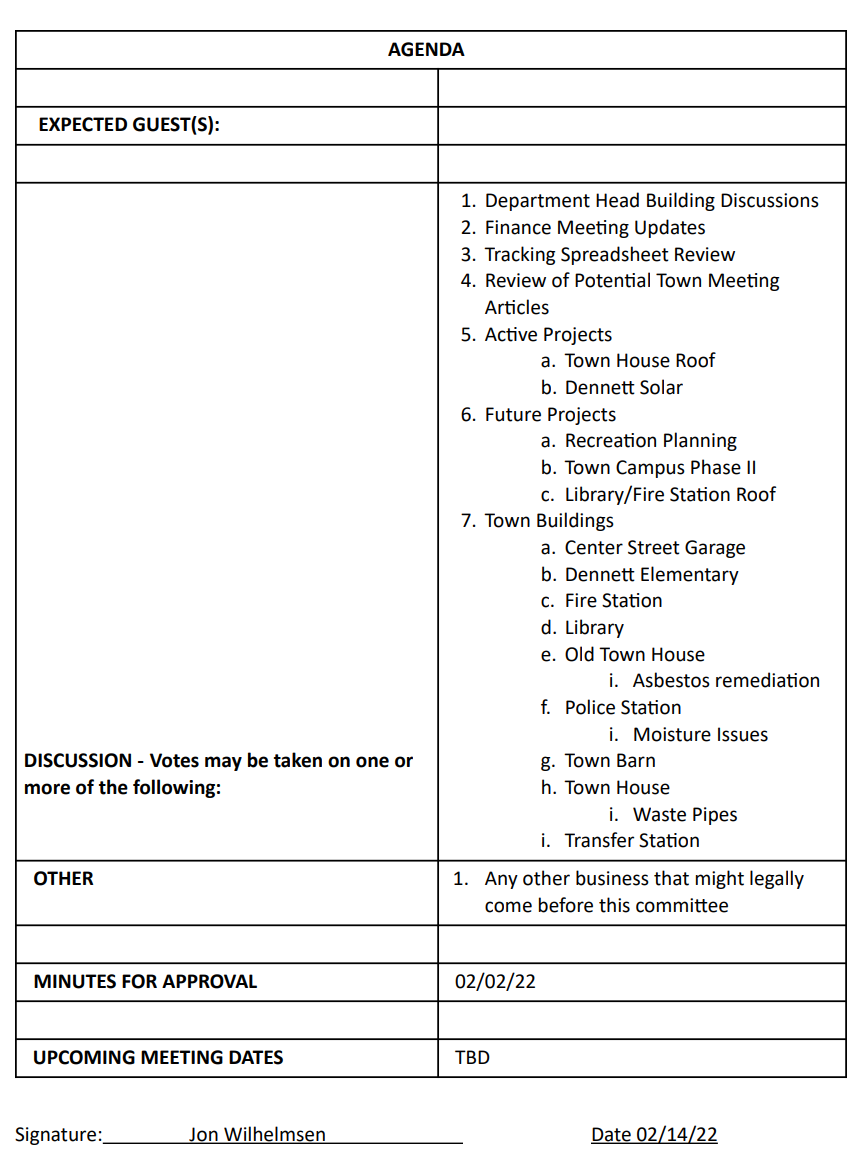 AGENDA
EXPECTED GUEST(S):
1. Department Head Building Discussions
2. Finance Meeting Updates
3. Tracking Spreadsheet Review
4. Review of Potential Town Meeting
Articles
5. Active Projects
a. Town House Roof
b. Dennett Solar
6. Future Projects
a. Recreation Planning
b. Town Campus Phase II
c. Library/Fire Station Roof
7. Town Buildings
a. Center Street Garage
b. Dennett Elementary
c. Fire Station
d. Library
e. Old Town House
i. Asbestos remediation
f. Police Station
i. Moisture Issues
DISCUSSION - Votes may be taken on one or
more of the following:
g. Town Barn
h. Town House
i. Waste Pipes
i. Transfer Station
OTHER
1. Any other business that might legally
come before this committee
MINUTES FOR APPROVAL
02/02/22
UPCOMING MEETING DATES
TBD
Signature: Jon Wilhelmsen
Date 02/14/22